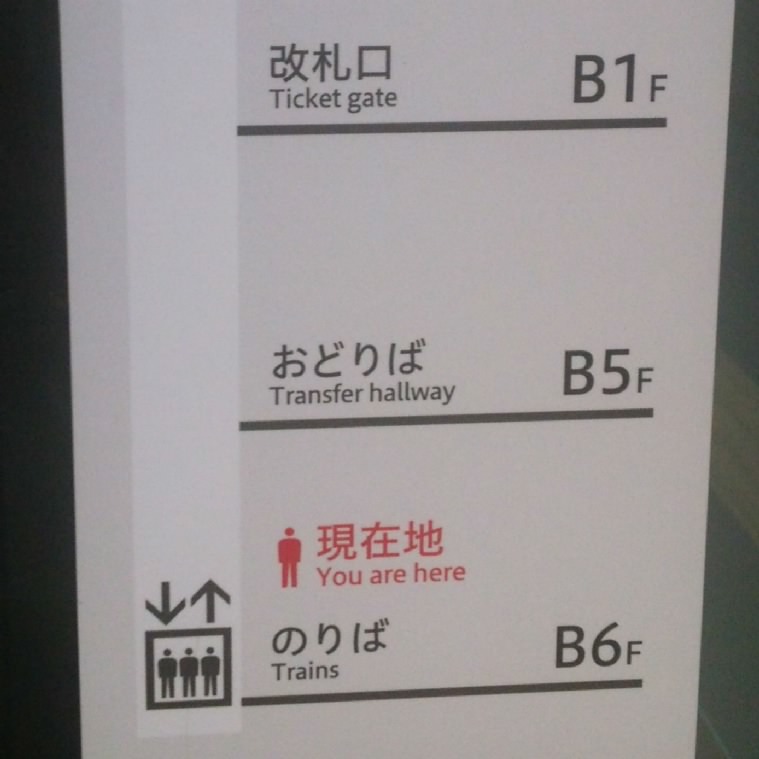 改札口 B1F
Ticket gate
おどりば B5F
Transfer hallway
現在地
You are here
のりば B6F
Trains